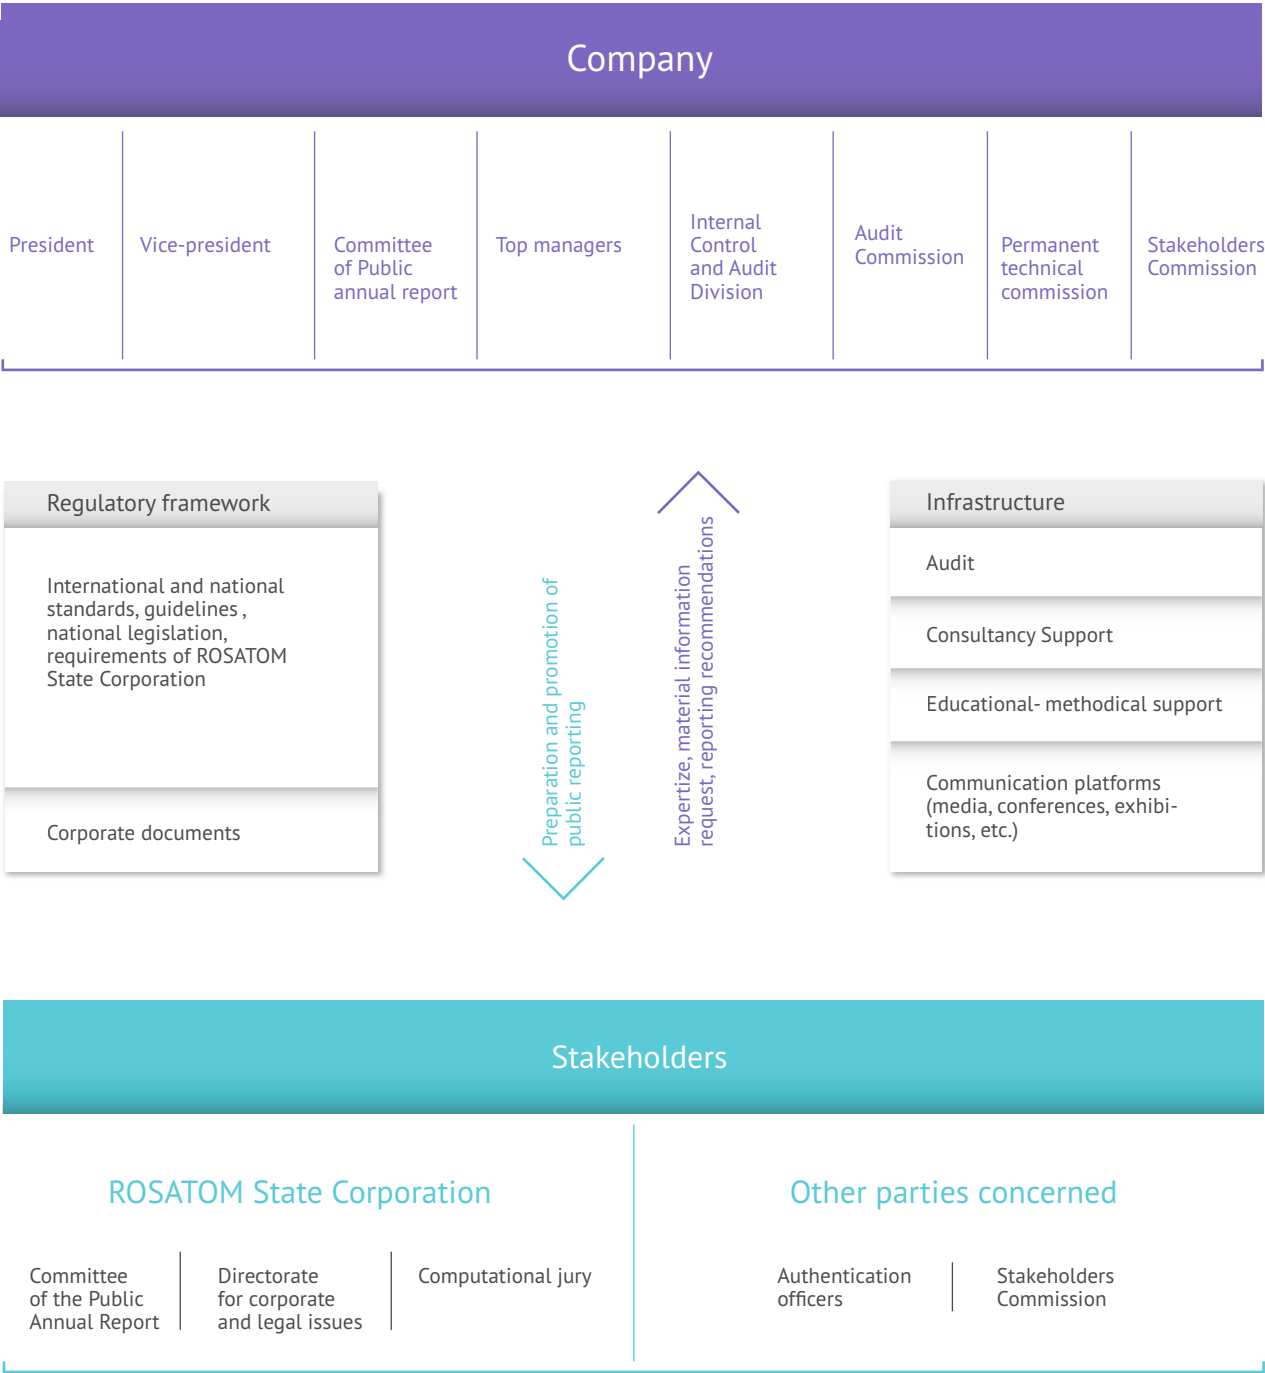 Company
President
Vice-president
Committee
of Public
annual report
Top managers
Internal
Control
and Audit
Division
Audit
Commission
Permanent
technical
commission
Stakeholders
Commission
Regulatory framework
International and national
standards, guidelines ,
national legislation,
requirements of ROSATOM
State Corporation
Corporate documents
Preparation and promotion of
public reporting
Expertize, material information
request, reporting recommendations
Infrastructure
Audit
Consultancy Support
Educational- methodical support
Communication platforms
(media, conferences, exhibi-
tions, etc.)
Stakeholders
ROSATOM State Corporation
Committee
of the Public
Annual Report
Directorate
for corporate
and legal issues
Computational jury
Other parties concerned
Authentication
officers
Stakeholders
Commission